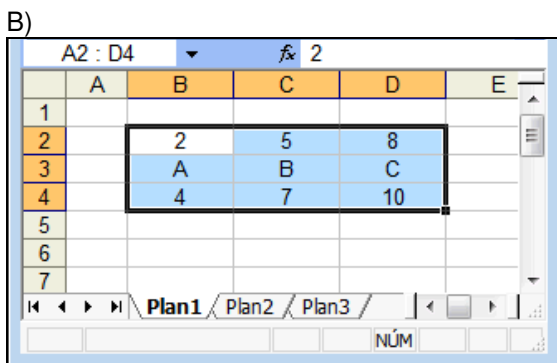 B)
A2 : D4 fx 2
A B C D E
1
2 2 5 8
3 A B C
4 4 7 10
5
6
7
Plan1 Plan2 Plan3
NÚM